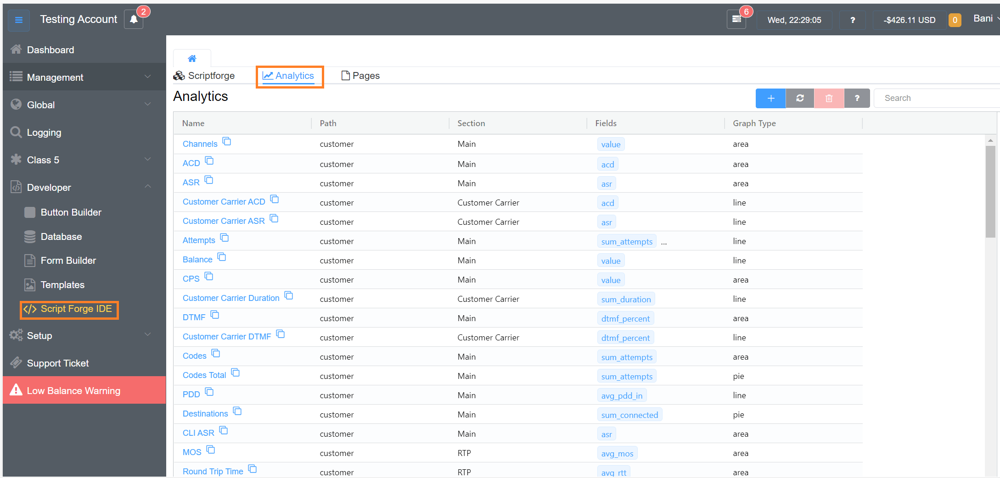 Testing Account 2 6 Wed, 22:29:05 ? -$426.11 USD 0 Bani
Dashboard
Management
Global
Logging
Class 5
Developer
Button Builder
Database
Form Builder
Templates
</> Script Forge IDE
Setup
Support Ticket
Low Balance Warning
Scriptforge Analytics Pages
Analytics + ? Search
Name Path Section Fields Graph Type
Channels customer Main value area
ACD customer Main acd area
ASR customer Main asr area
Customer Carrier ACD customer Customer Carrier acd line
Customer Carrier ASR customer Customer Carrier asr line
Attempts customer Main sum_attempts ... line
Balance customer Main value line
CPS customer Main value area
Customer Carrier Duration customer Customer Carrier sum_duration line
DTMF customer Main dtmf_percent area
Customer Carrier DTMF customer Customer Carrier dtmf_percent line
Codes customer Main sum_attempts area
Codes Total customer Main sum_attempts pie
PDD customer Main avg_pdd_in line
Destinations customer Main sum_connected pie
CLI ASR customer Main asr area
MOS customer RTP avg_mos area
Round Trip Time customer RTP avg_rtt area